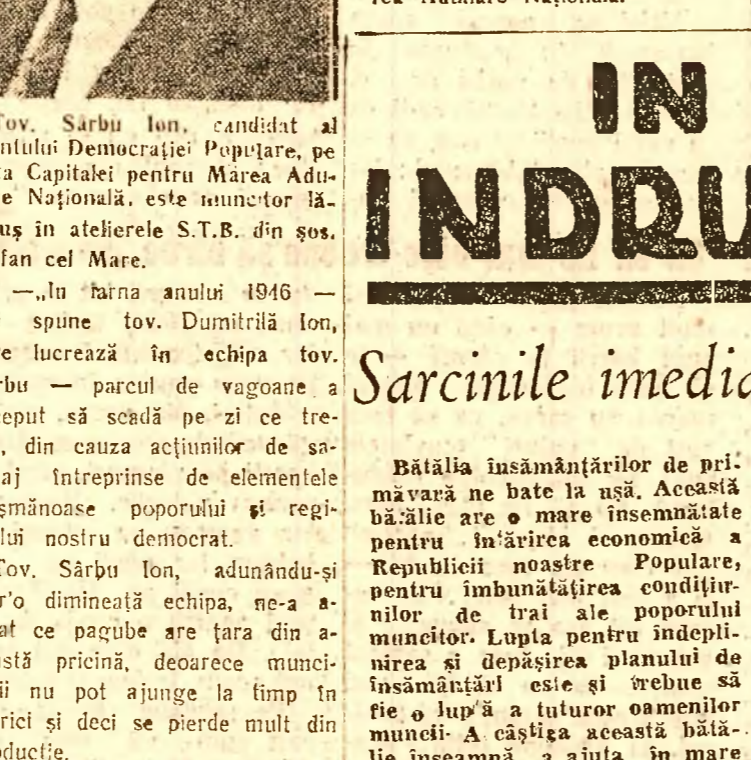 Tov. Sârbu Ion, candidat al
ntului Democrației Populare, pe
a Capitalei pentru Marea Adu-
e Națională, este muncitor lă-
uș în atelierele S.T.B. din șos.
fan cel Mare.
—„In iarna anului 1946 —
spune tov. Dumitrilă Ion,
e lucrează în echipa tov.
rbu — parcul de vagoane a
eput să scadă pe zi ce tre-
, din cauza acțiunilor de sa-
aj întreprinse de elementele
șmănoase poporului și regi-
lui nostru democrat.
Tov. Sârbu Ion, adunându-și
r'o dimineață echipa, ne-a a-
at ce pagube are țara din a-
stă pricină, deoarece munci-
ii nu pot ajunge la timp în
rici și deci se pierde mult din
oducție.
IN
INDRU
Sarcinile imedia
Bătălia însămânțărilor de pri-
măvară ne bate la ușă. Această
bătălie are o mare însemnătate
pentru întărirea economică a
Republicii noastre Populare,
pentru îmbunătățirea condițiu-
nilor de trai ale poporului
muncitor. Lupta pentru îndepli-
nirea și depășirea planului de
însămânțări este și trebue să
fie o luptă a tuturor oamenilor
muncii. A câștiga această bătă-
lie înseamnă a ajuta în mare